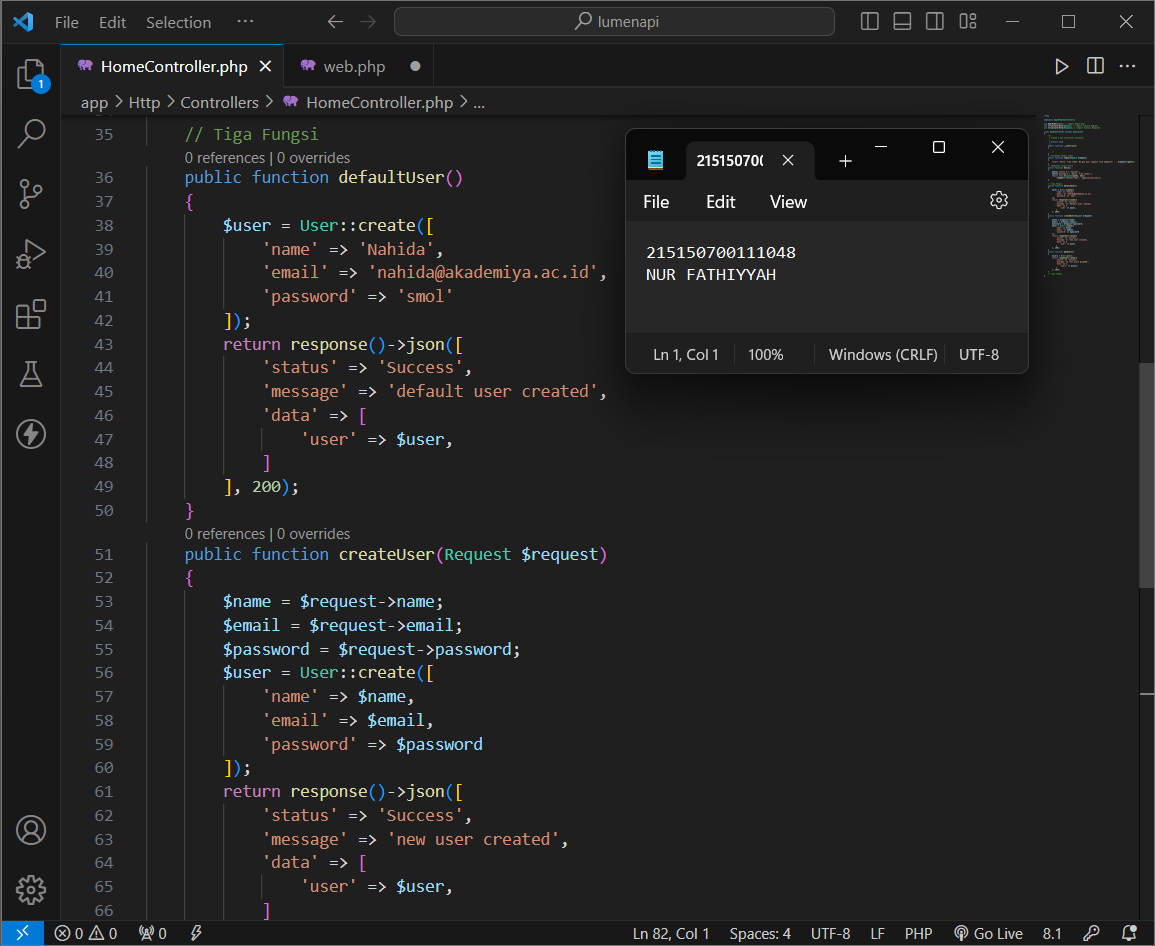 File Edit Selection ··· lumenapi
HomeController.php web.php
app > Http > Controllers > HomeController.php > ...
1
35 // Tiga Fungsi
0 references | 0 overrides
36 public function defaultUser()
37 {
38 $user = User::create([
39 'name' => 'Nahida',
40 'email' => 'nahida@akademiya.ac.id',
41 'password' => 'smol'
42 ]);
43 return response()->json([
44 'status' => 'Success',
45 'message' => 'default user created',
46 'data' => [
47 'user' => $user,
48 ]
49 ], 200);
50 }
0 references | 0 overrides
51 public function createUser(Request $request)
52 {
53 $name = $request->name;
54 $email = $request->email;
55 $password = $request->password;
56 $user = User::create([
57 'name' => $name,
58 'email' => $email,
59 'password' => $password
60 ]);
61 return response()->json([
62 'status' => 'Success',
63 'message' => 'new user created',
64 'data' => [
65 'user' => $user,
66 ]
21515070(
File Edit View
215150700111048
NUR FATHIYYAH
Ln 1, Col 1 100% Windows (CRLF) UTF-8
0 0 0 Ln 82, Col 1 Spaces: 4 UTF-8 LF PHP Go Live 8.1